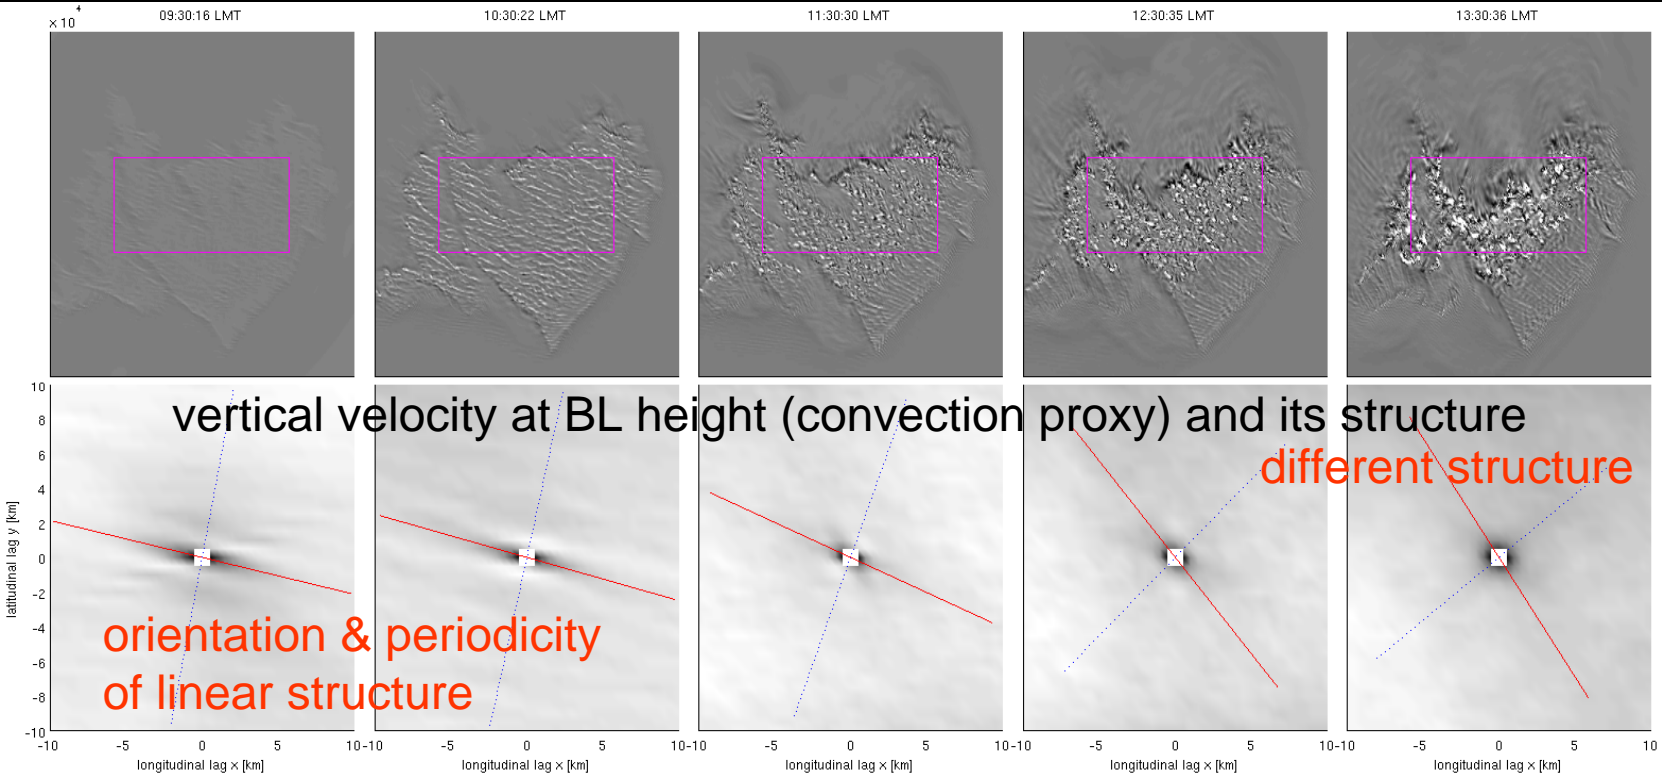 × 10⁴
09:30:16 LMT
10:30:22 LMT
11:30:30 LMT
12:30:35 LMT
13:30:36 LMT
vertical velocity at BL height (convection proxy) and its structure
different structure
orientation & periodicity
of linear structure
latitudinal lag y [km]
10
8
6
4
2
0
-2
-4
-6
-8
-10
-10 -5 0 5 10
-10 -5 0 5 10
-10 -5 0 5 10
-10 -5 0 5 10
-10 -5 0 5 10
longitudinal lag x [km]
longitudinal lag x [km]
longitudinal lag x [km]
longitudinal lag x [km]
longitudinal lag x [km]